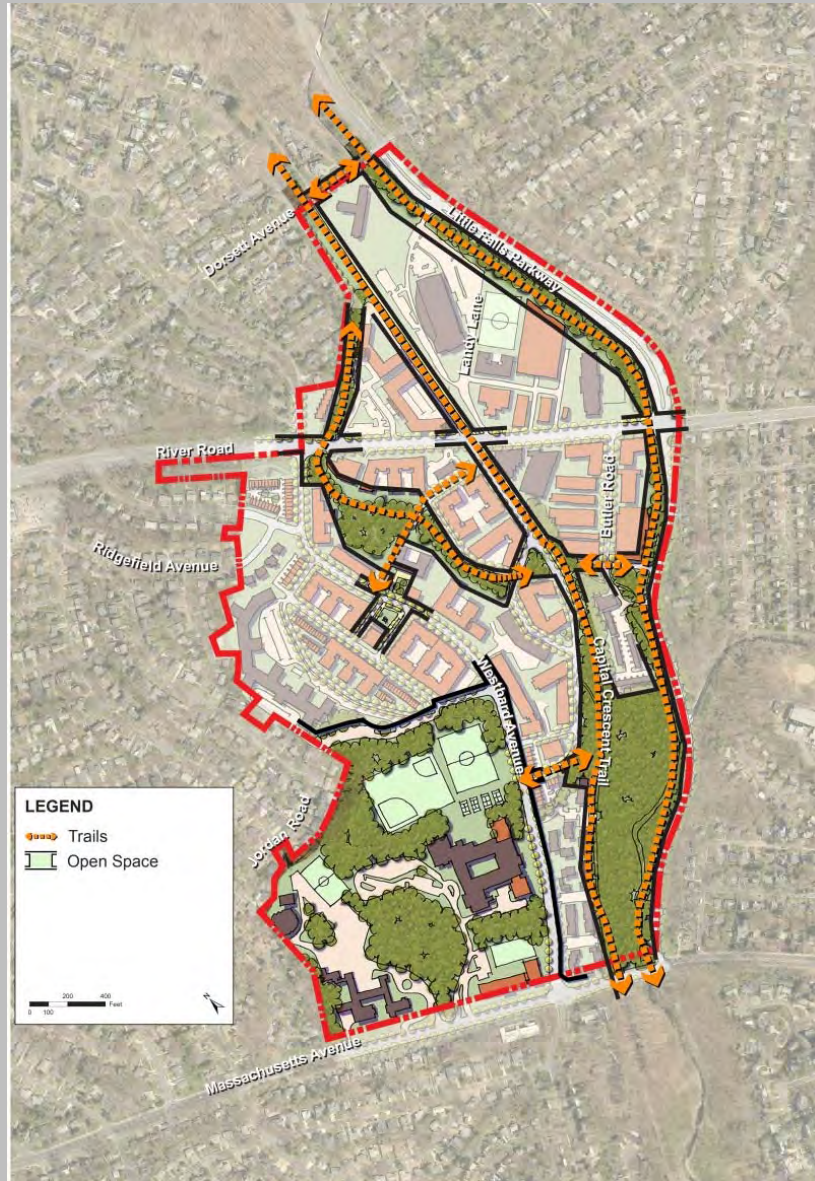 Dorsett Avenue
Little Falls Parkway
Landy Lane
River Road
Butler Road
Ridgefield Avenue
Westbard Avenue
Capital Crescent Trail
Jordan Road
LEGEND
Trails
Open Space
200 400
0 100 Feet
N
Massachusetts Avenue